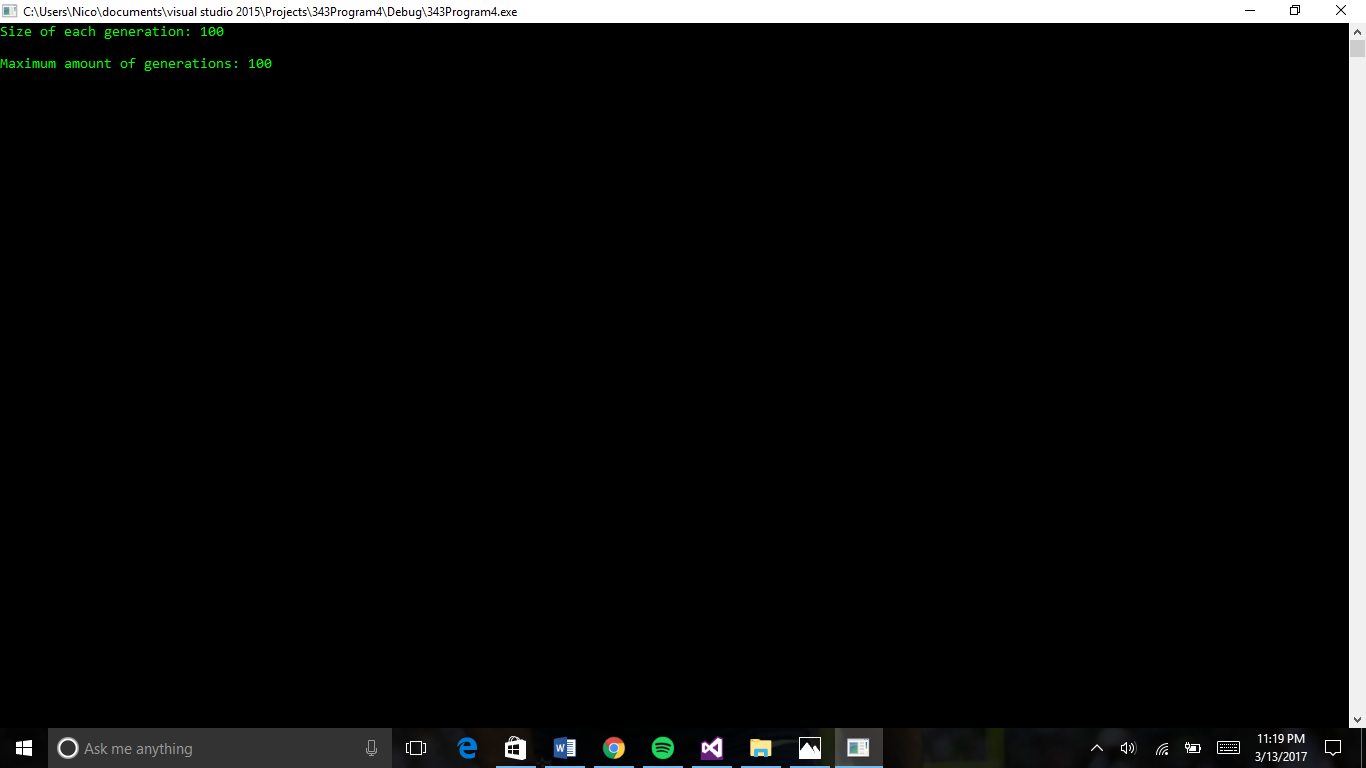 C:\Users\Nico\documents\visual studio 2015\Projects\343Program4\Debug\343Program4.exe
Size of each generation: 100
Maximum amount of generations: 100
Ask me anything
11:19 PM
3/13/2017